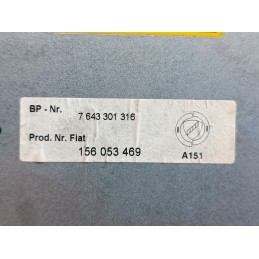 BP - Nr.
7 643 301 316
Prod. Nr. Fiat
156 053 469
A151